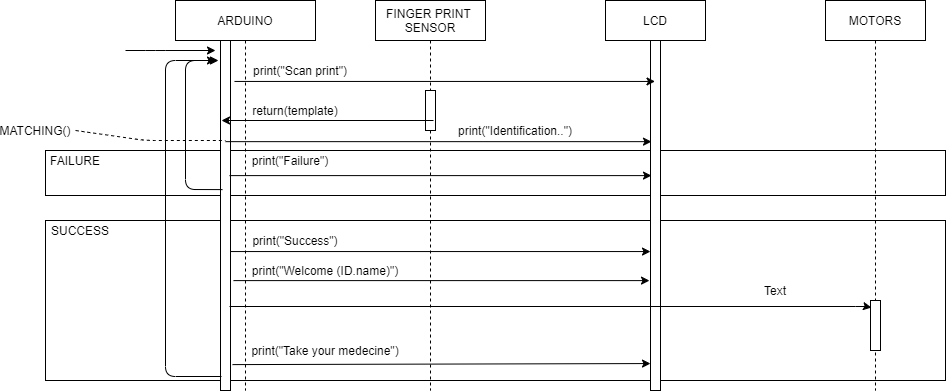 ARDUINO
FINGER PRINT
SENSOR
LCD
MOTORS
print("Scan print")
return(template)
MATCHING()
print("Identification..")
FAILURE
print("Failure")
SUCCESS
print("Success")
print("Welcome (ID.name)")
Text
print("Take your medecine")